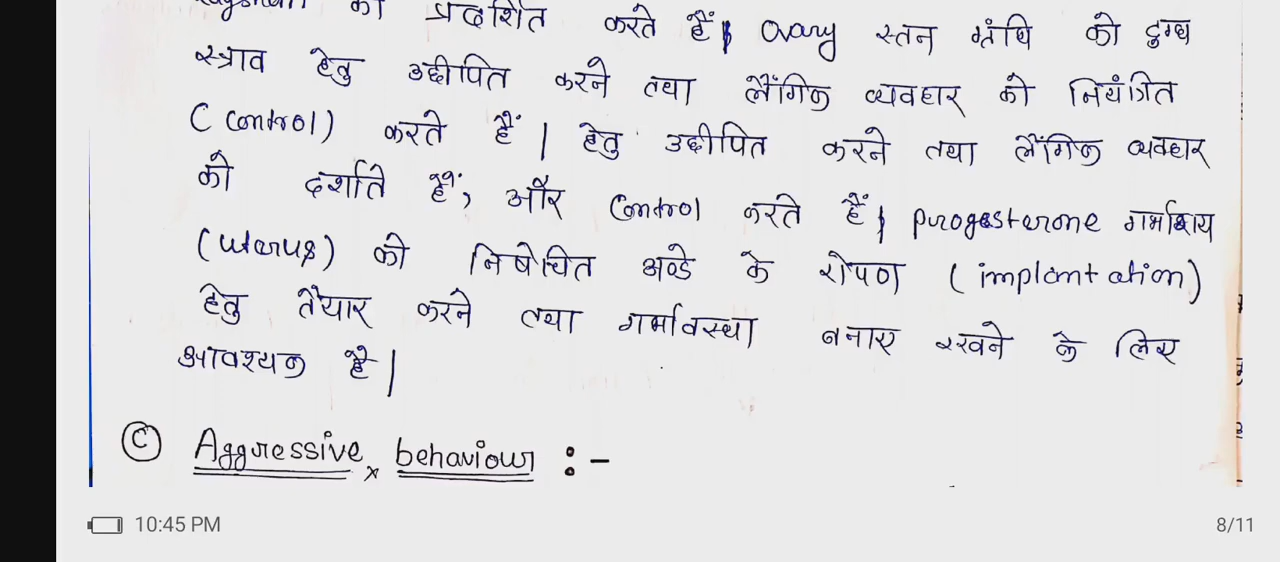 को प्रदर्शित करते हैं| Ovary स्तन ग्रंथि को दुग्ध
स्त्राव हेतु उद्दीपित करने तथा लैंगिक व्यवहार को नियंत्रित
(Control) करते हैं | हेतु उद्दीपित करने तथा लैंगिक व्यवहार
को दर्शाते हैं, और Control करते हैं| progesterone गर्भाशय
(uterus) को निषेचित अण्डे के रोपण (implantation)
हेतु तैयार करने तथा गर्भावस्था बनाए रखने के लिए
आवश्यक है |
(C) Aggressive behaviour :-
10:45 PM
8/11